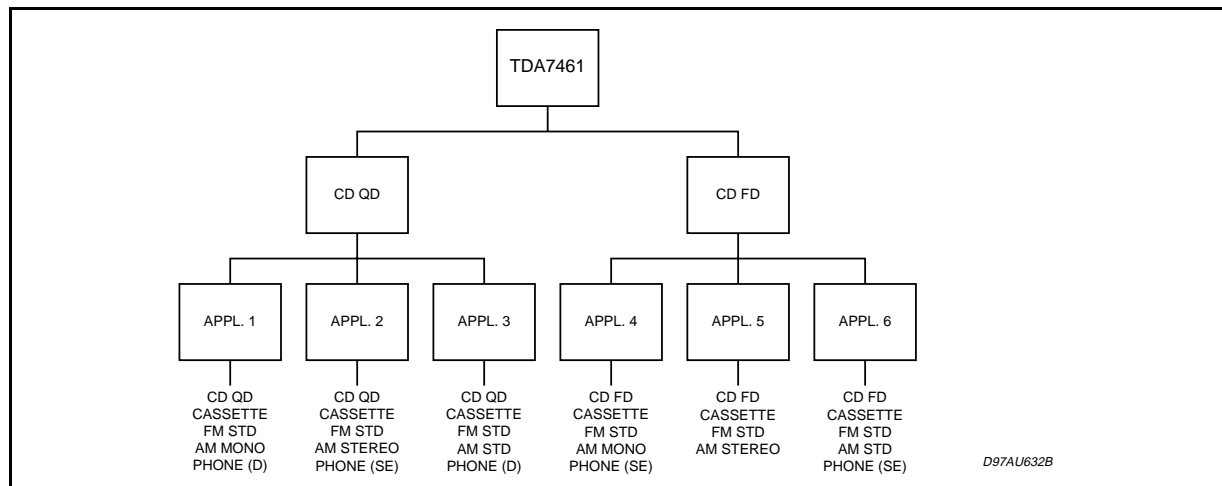 TDA7461
CD QD
CD FD
APPL. 1
APPL. 2
APPL. 3
APPL. 4
APPL. 5
APPL. 6
CD QD
CASSETTE
FM STD
AM MONO
PHONE (D)
CD QD
CASSETTE
FM STD
AM STEREO
PHONE (SE)
CD QD
CASSETTE
FM STD
AM STD
PHONE (D)
CD FD
CASSETTE
FM STD
AM MONO
PHONE (SE)
CD FD
CASSETTE
FM STD
AM STEREO
CD FD
CASSETTE
FM STD
AM STD
PHONE (SE)
D97AU632B